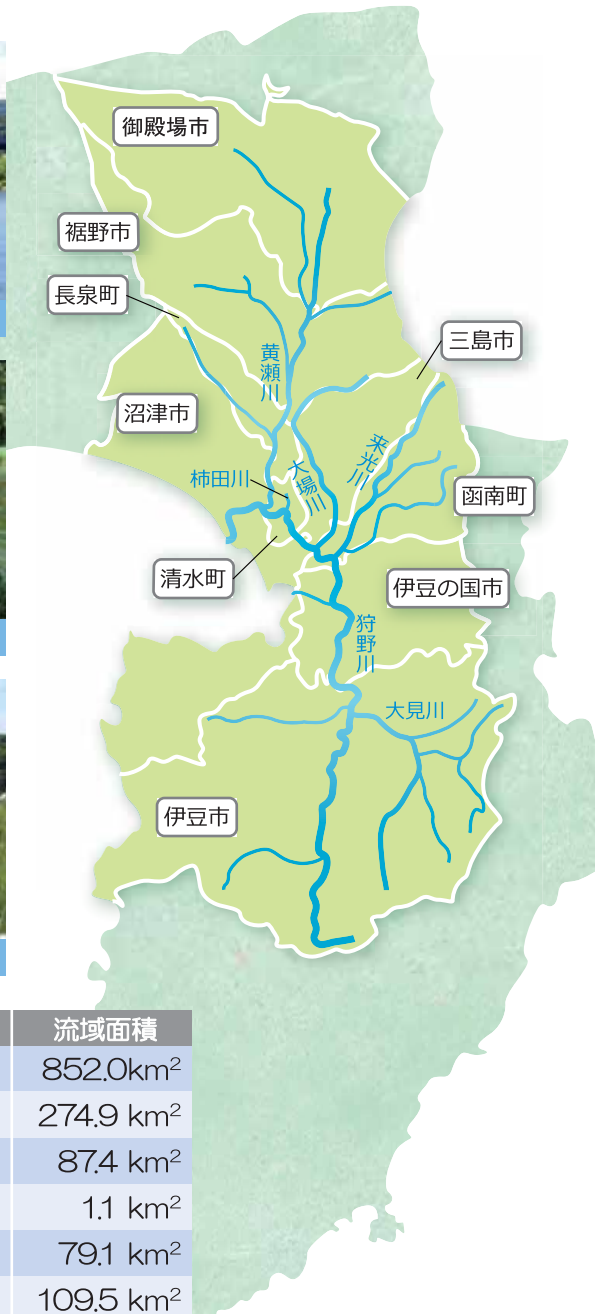 御殿場市
裾野市
長泉町
三島市
黄瀬川
沼津市
来光川
大場川
柿田川
函南町
清水町
伊豆の国市
狩野川
大見川
伊豆市
流域面積
852.0km²
274.9 km²
87.4 km²
1.1 km²
79.1 km²
109.5 km²